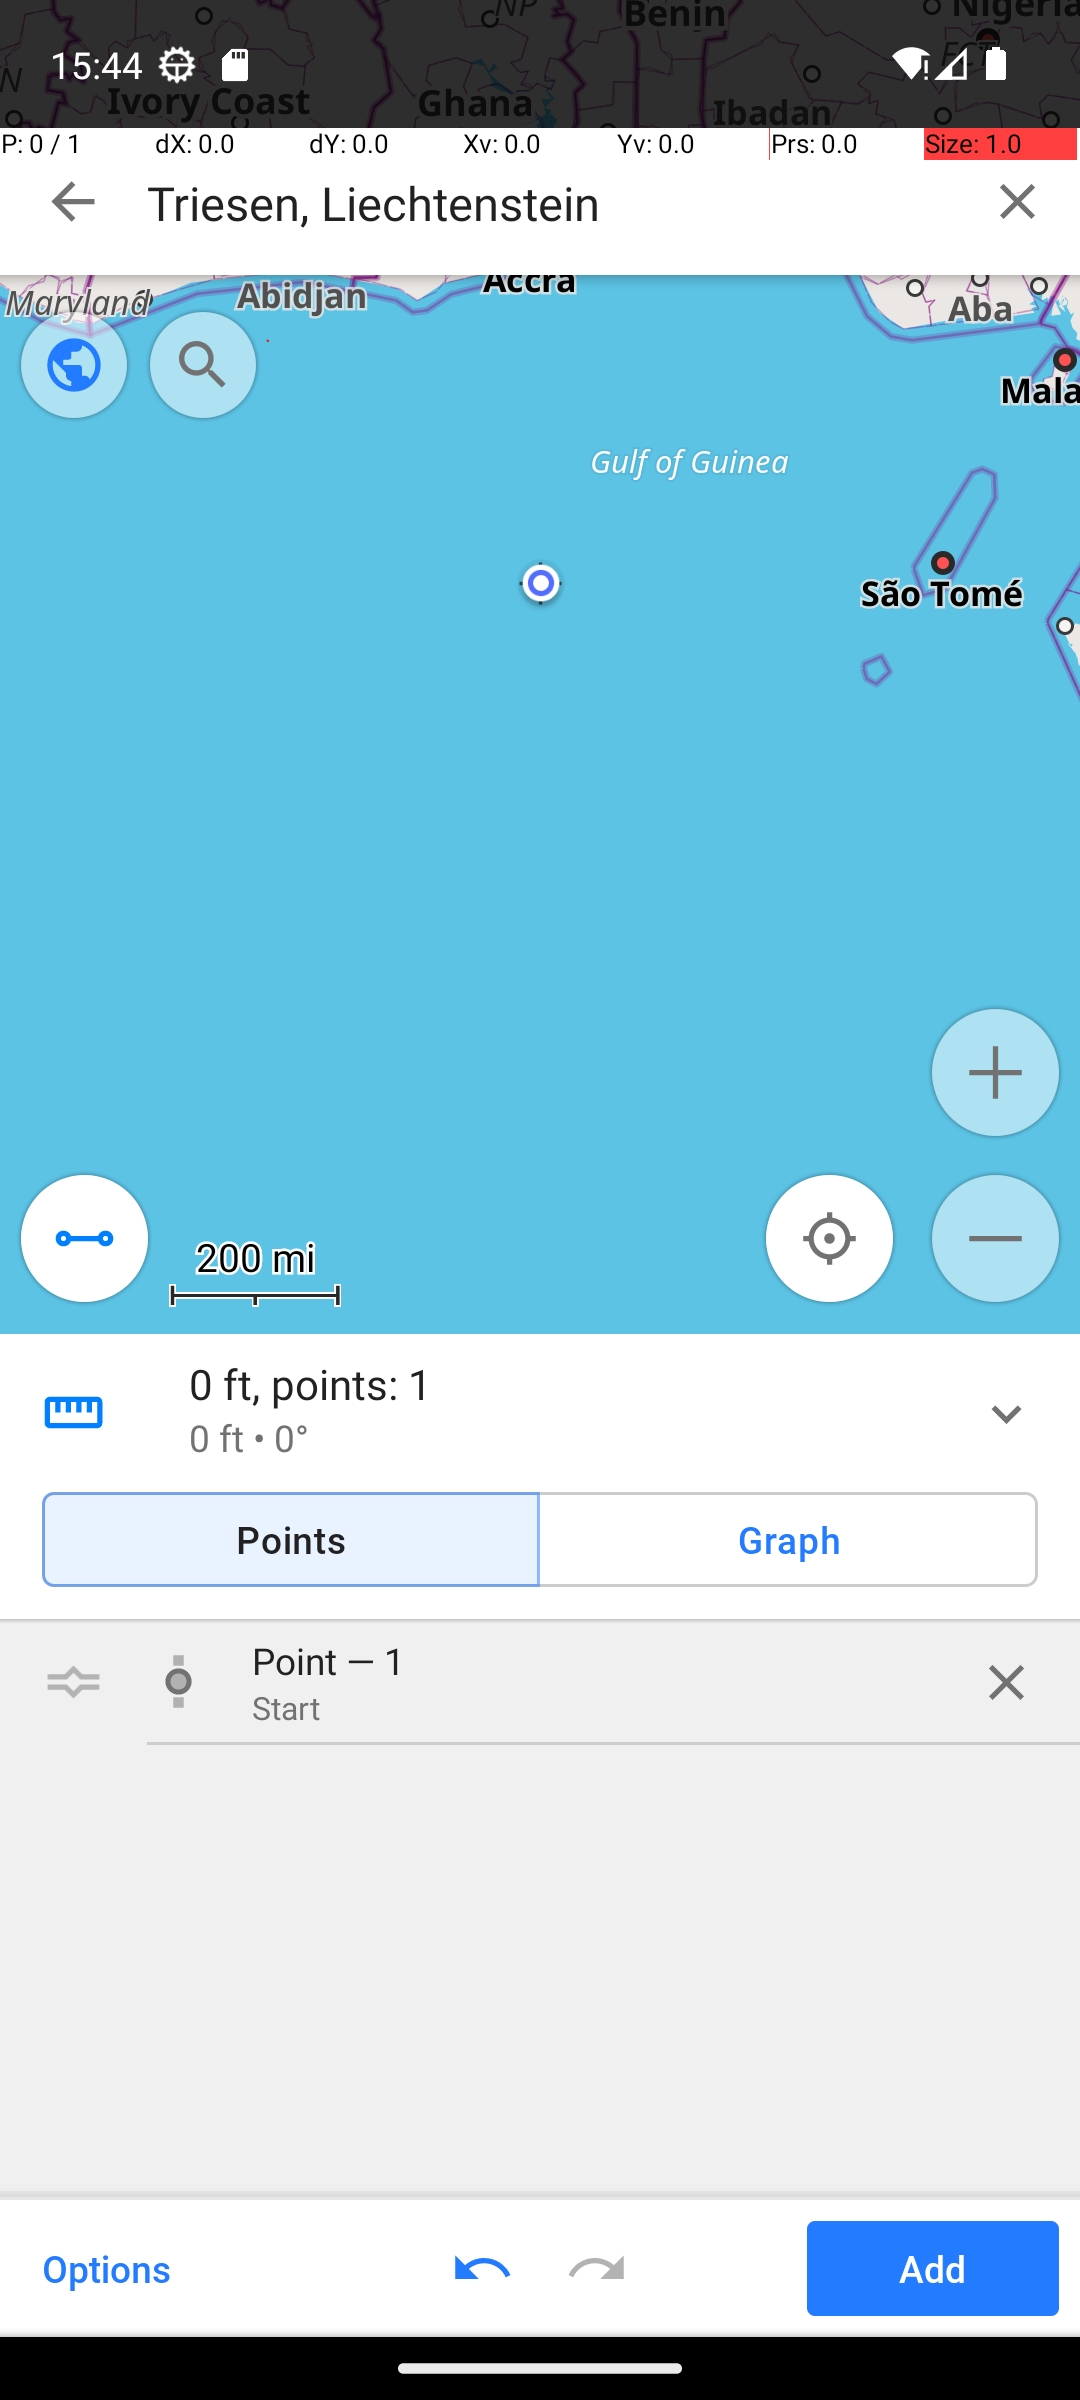 NP
Benin
Nigeria
15:44
N
Ivory Coast
Ghana
Ibadan
FCT
P: 0 / 1
dX: 0.0
dY: 0.0
Xv: 0.0
Yv: 0.0
Prs: 0.0
Size: 1.0
Triesen, Liechtenstein
Maryland
Abidjan
Accra
Aba
Mala
Gulf of Guinea
São Tomé
200 mi
0 ft, points: 1
0 ft • 0°
Points
Graph
Point — 1
Start
Options
Add